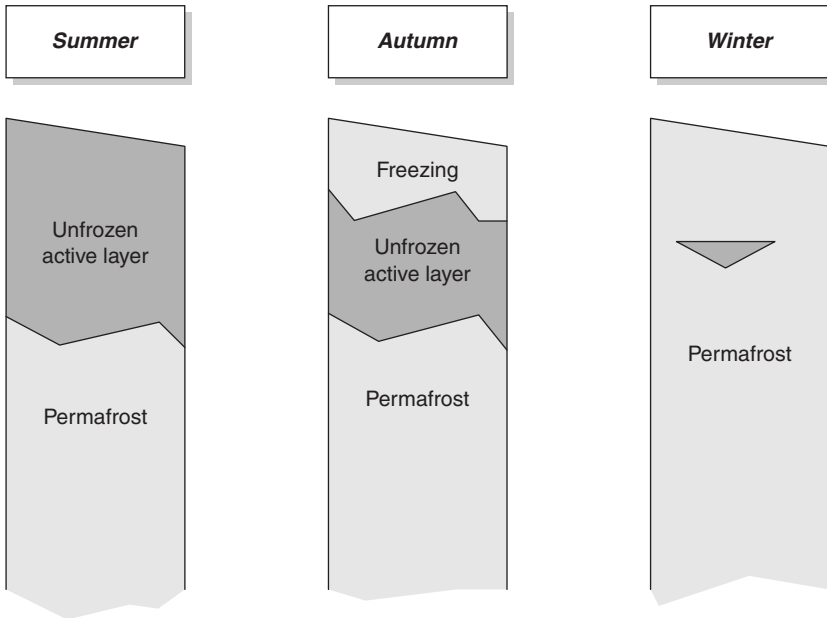 Summer
Autumn
Winter
Unfrozen
active layer
Permafrost
Freezing
Unfrozen
active layer
Permafrost
Permafrost